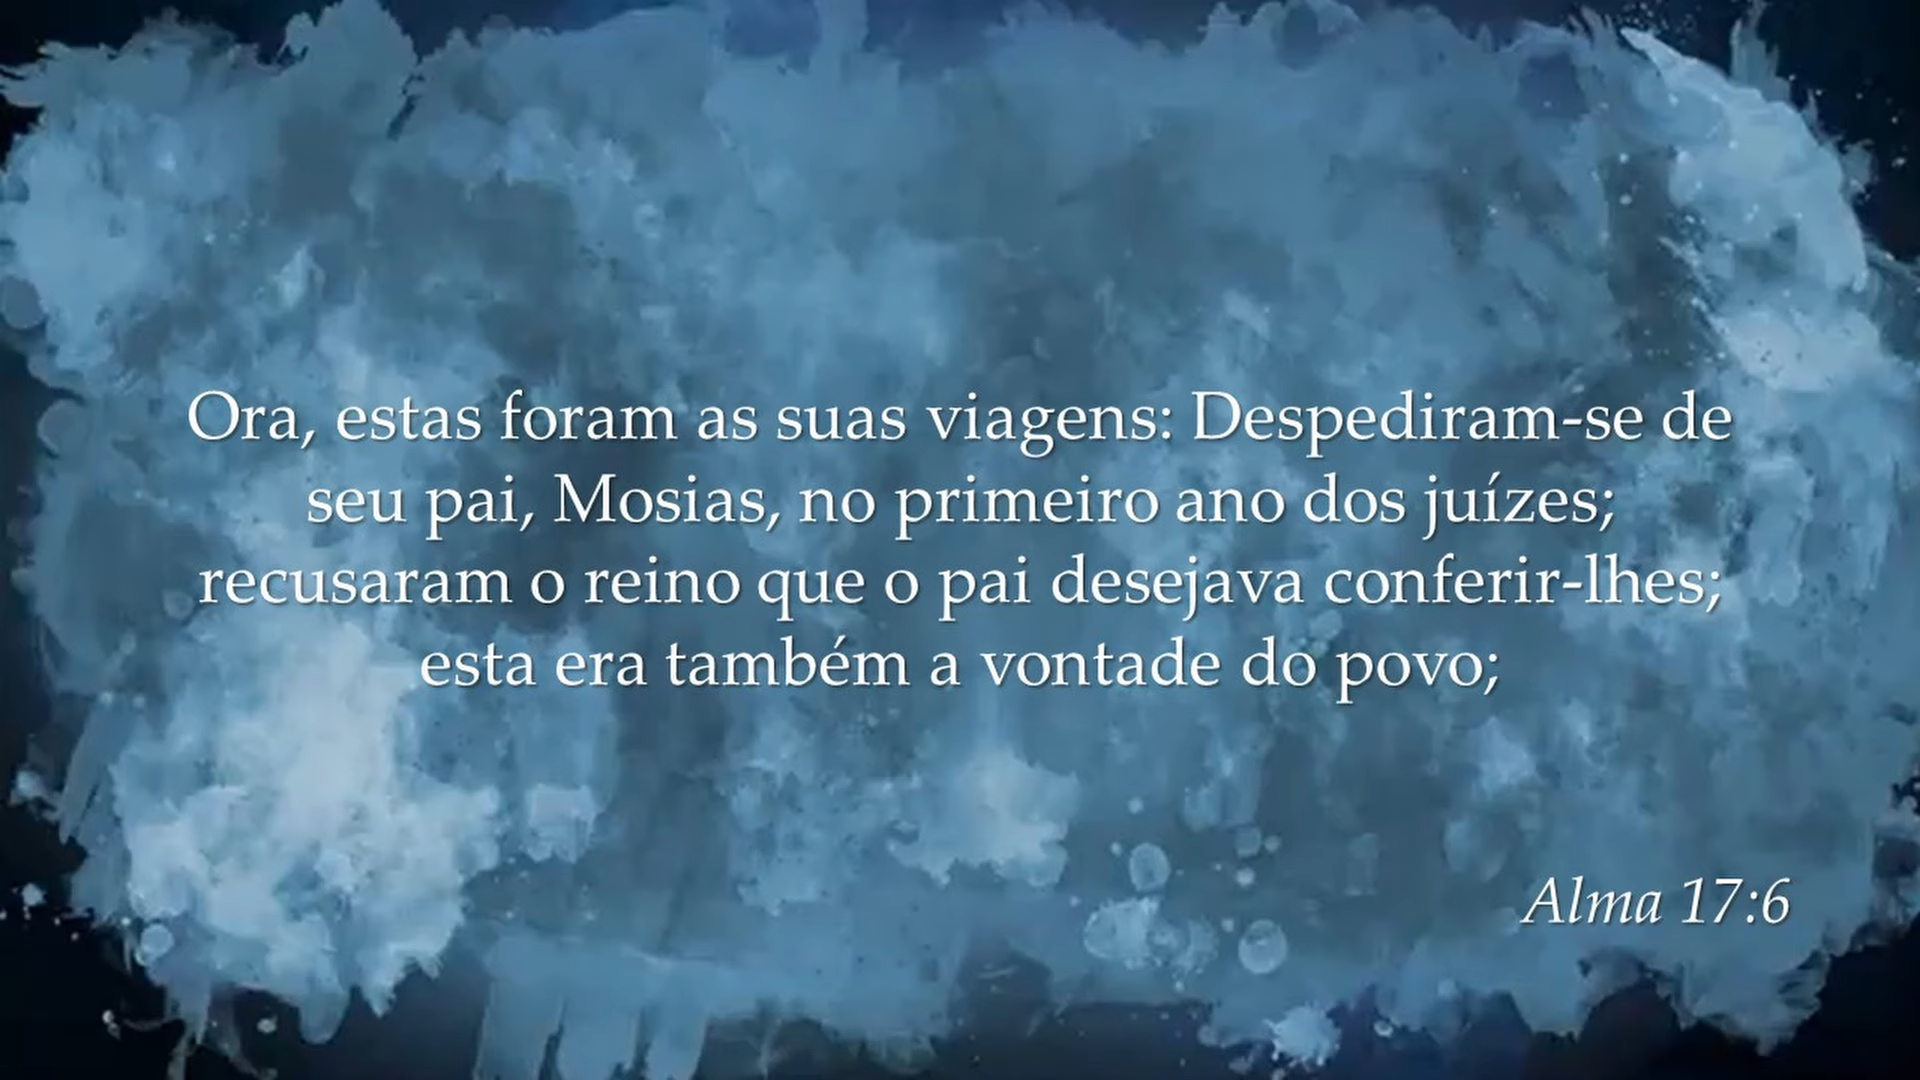 Ora, estas foram as suas viagens: Despediram-se de
seu pai, Mosias, no primeiro ano dos juízes;
recusaram o reino que o pai desejava conferir-lhes;
esta era também a vontade do povo;
Alma 17:6